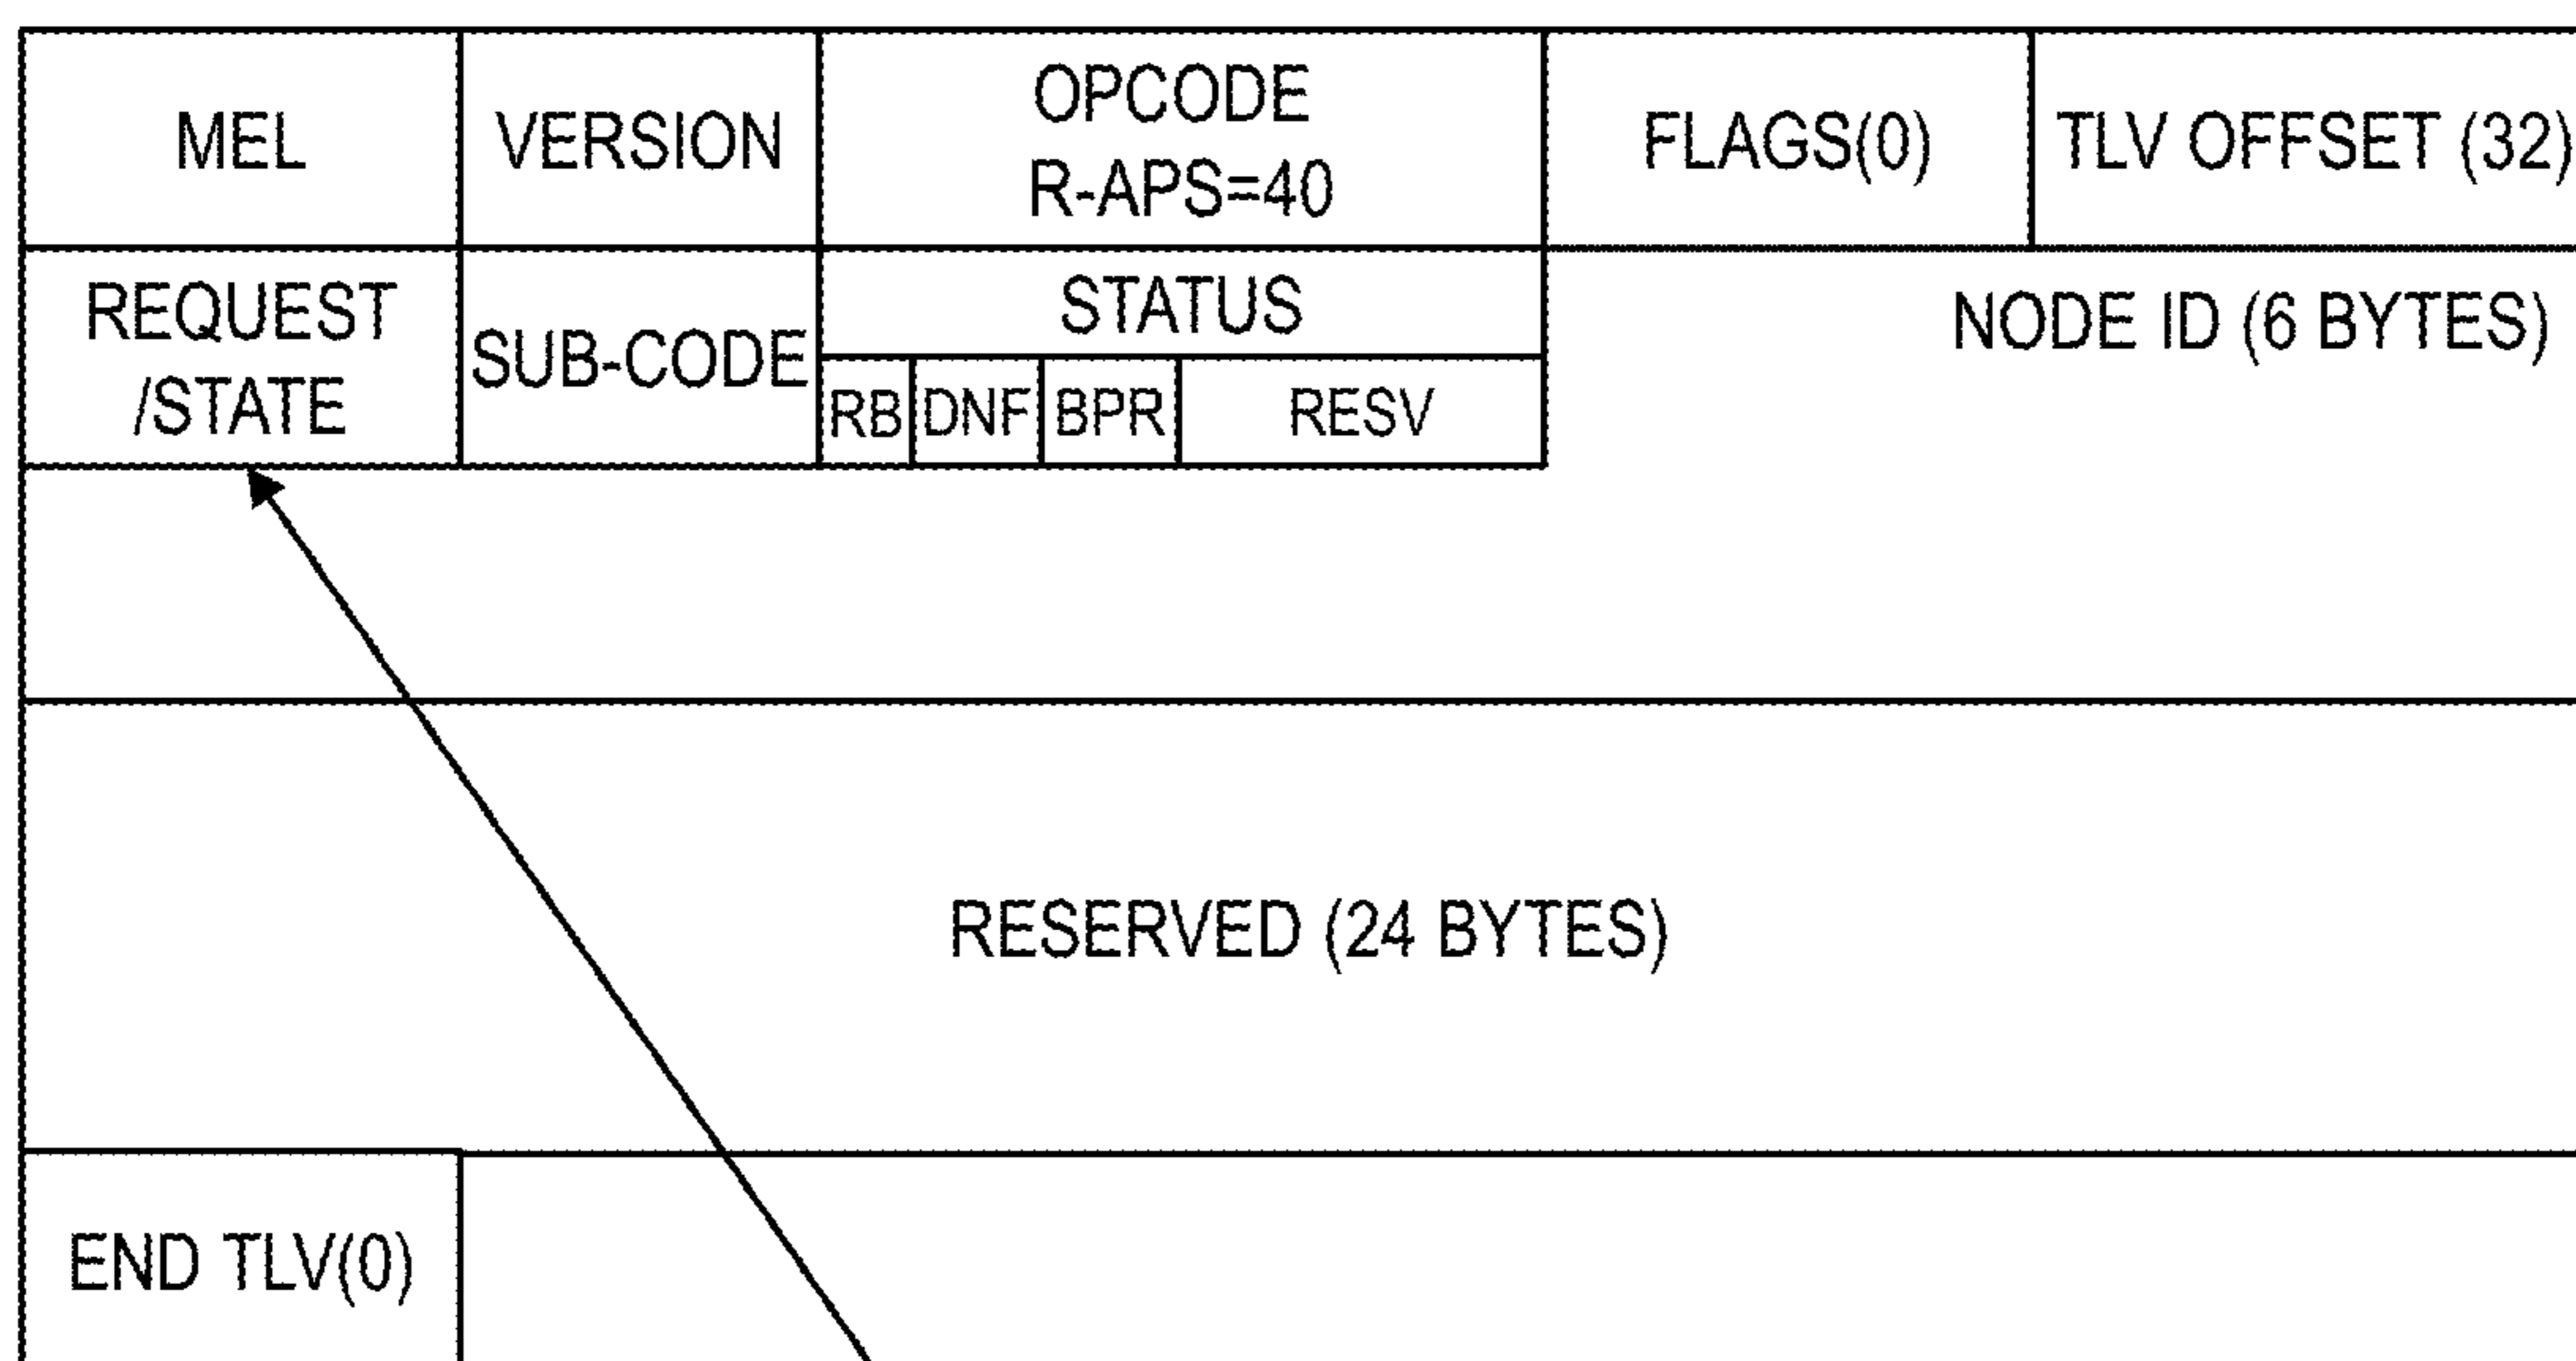 MEL
VERSION
OPCODE
R-APS=40
FLAGS(0)
TLV OFFSET (32)
REQUEST
/STATE
SUB-CODE
STATUS
RB
DNF
BPR
RESV
NODE ID (6 BYTES)
RESERVED (24 BYTES)
END TLV(0)